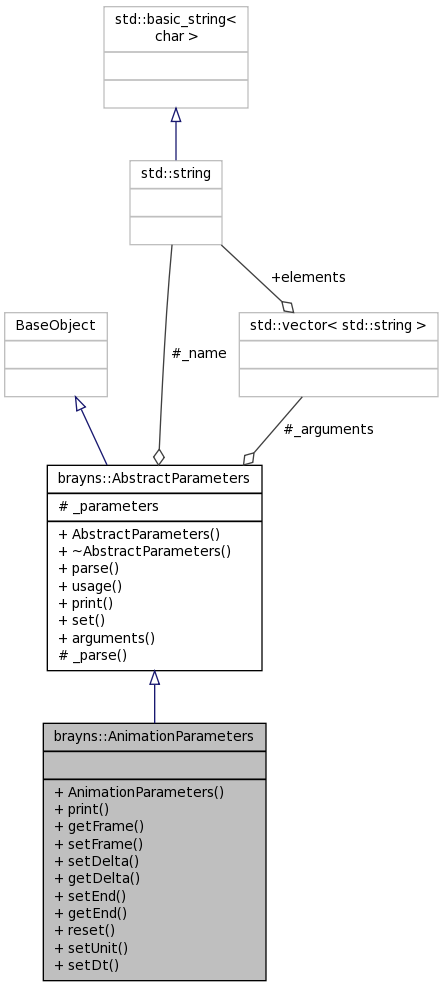 std::basic_string<
char >
std::string
+elements
BaseObject
std::vector< std::string >
#_name
#_arguments
brayns::AbstractParameters
# _parameters
+ AbstractParameters()
+ ~AbstractParameters()
+ parse()
+ usage()
+ print()
+ set()
+ arguments()
# _parse()
brayns::AnimationParameters
+ AnimationParameters()
+ print()
+ getFrame()
+ setFrame()
+ setDelta()
+ getDelta()
+ setEnd()
+ getEnd()
+ reset()
+ setUnit()
+ setDt()